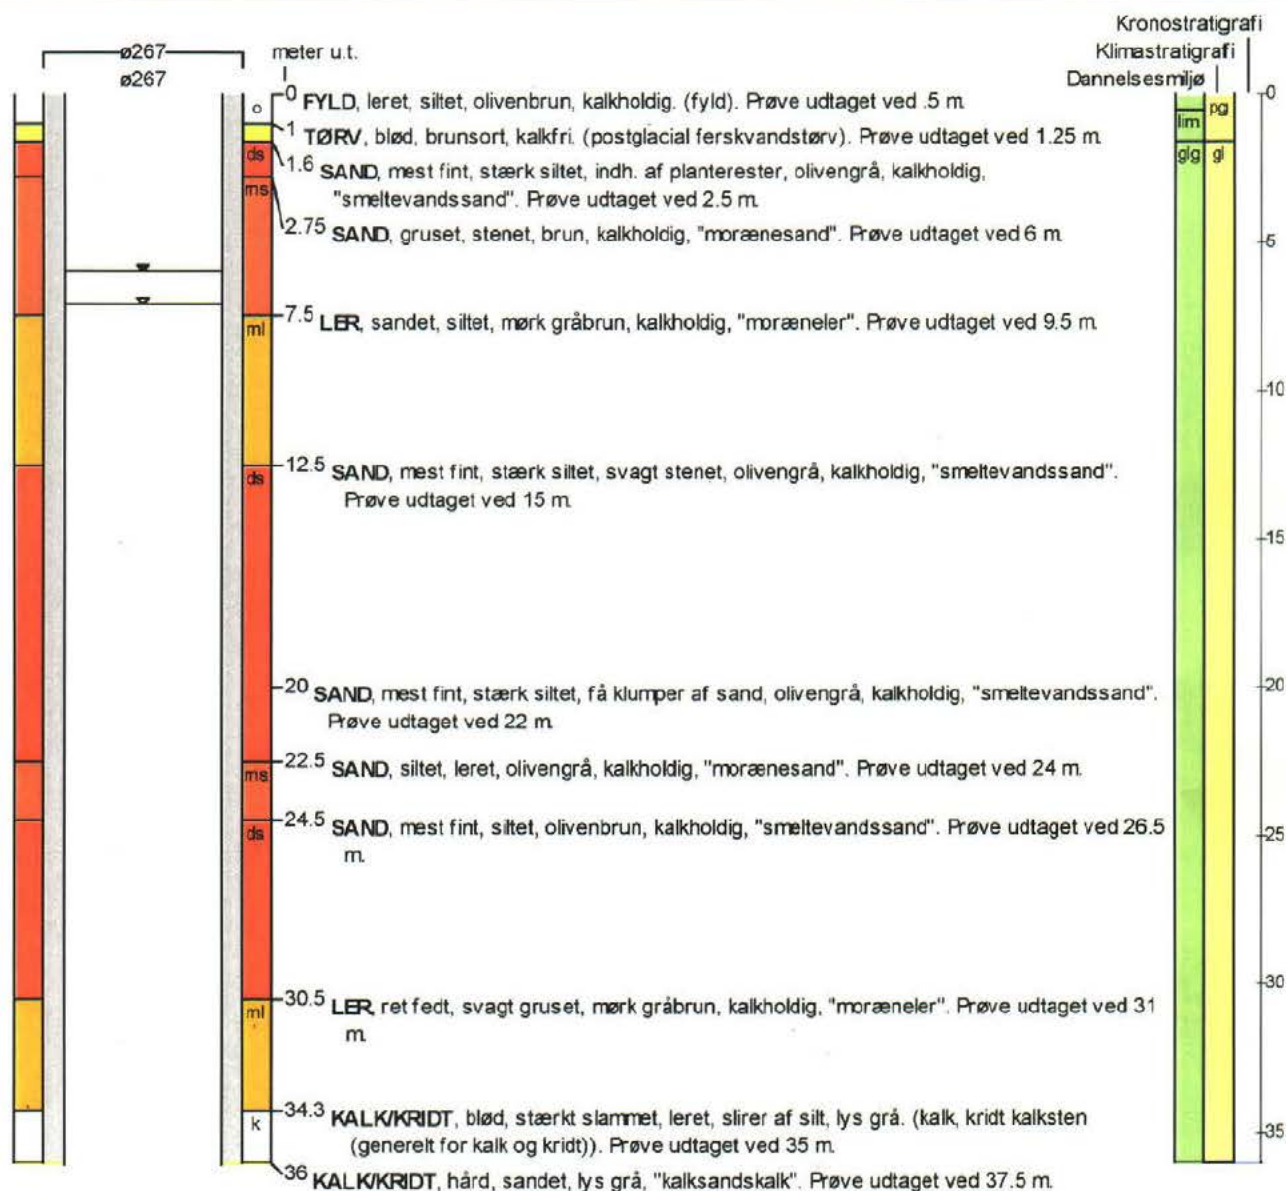 Kronostratigrafi
ø267 meter u.t. Klimastratigrafi
ø267 Dannelsesmiljø
0 FYLD, leret, siltet, olivenbrun, kalkholdig. (fyld). Prøve udtaget ved .5 m. 0
o lim pg
1 TØRV, blød, brunsort, kalkfri. (postglacial ferskvandstørv). Prøve udtaget ved 1.25 m.
ds glg gl
1.6 SAND, mest fint, stærk siltet, indh. af planterester, olivengrå, kalkholdig,
"smeltevandssand". Prøve udtaget ved 2.5 m.
ms
2.75 SAND, gruset, stenet, brun, kalkholdig, "morænesand". Prøve udtaget ved 6 m. 5
7.5 LER, sandet, siltet, mørk gråbrun, kalkholdig, "moræneler". Prøve udtaget ved 9.5 m.
ml
10
12.5 SAND, mest fint, stærk siltet, svagt stenet, olivengrå, kalkholdig, "smeltevandssand".
ds Prøve udtaget ved 15 m.
15
20 SAND, mest fint, stærk siltet, få klumper af sand, olivengrå, kalkholdig, "smeltevandssand". 20
Prøve udtaget ved 22 m.
22.5 SAND, siltet, leret, olivengrå, kalkholdig, "morænesand". Prøve udtaget ved 24 m.
ms
24.5 SAND, mest fint, siltet, olivenbrun, kalkholdig, "smeltevandssand". Prøve udtaget ved 26.5 25
ds m.
30
30.5 LER, ret fedt, svagt gruset, mørk gråbrun, kalkholdig, "moræneler". Prøve udtaget ved 31
ml m.
34.3 KALK/KRIDT, blød, stærkt slammet, leret, slirer af silt, lys grå. (kalk, kridt kalksten
k (generelt for kalk og kridt)). Prøve udtaget ved 35 m. 35
36 KALK/KRIDT, hård, sandet, lys grå, "kalksandskalk". Prøve udtaget ved 37.5 m.